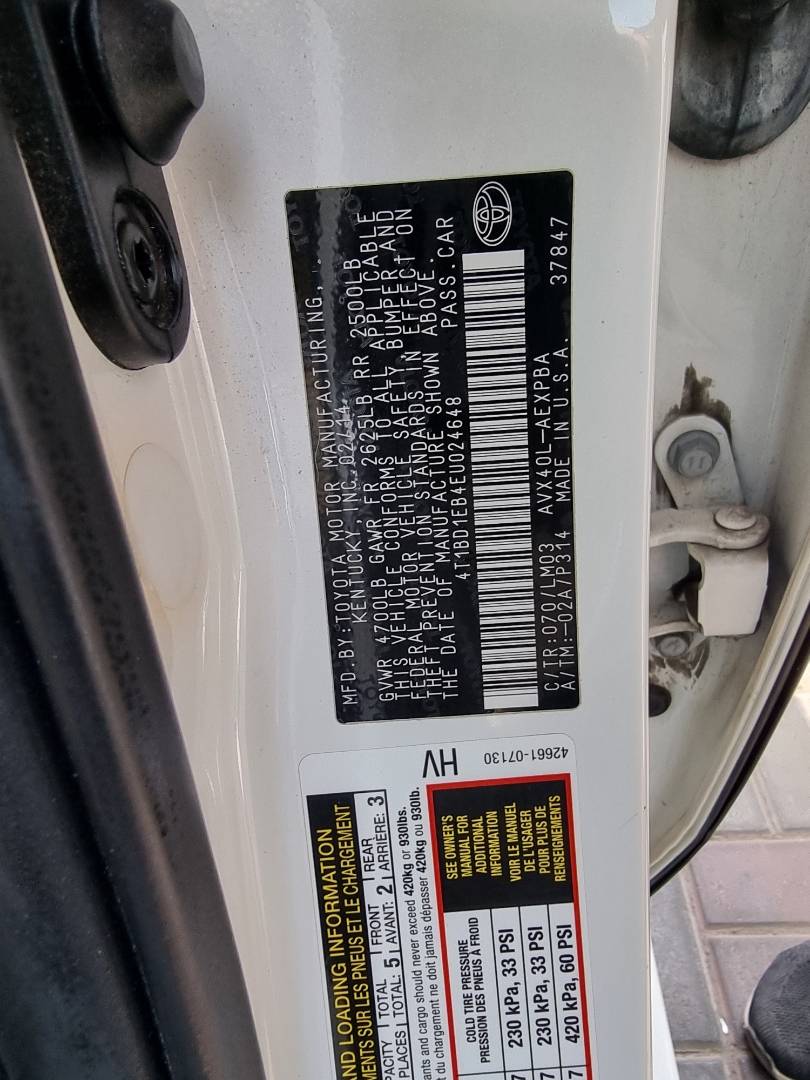 MFD.BY:TOYOTA MOTOR MANUFACTURING,
KENTUCKY, INC.02/14
GVWR 4700LB GAWR FR 2625LB RR 2500LB
THIS VEHICLE CONFORMS TO ALL APPLICABLE
FEDERAL MOTOR VEHICLE SAFETY, BUMPER AND
THEFT PREVENTION STANDARDS IN EFFECT ON
THE DATE OF MANUFACTURE SHOWN ABOVE.
4T1BD1EB4EU024648 PASS.CAR
C/TR:070/LM03 AVX40L-AEXPBA
A/TM:-02A/P314 MADE IN U.S.A. 37847
HV
42661-07130
AND LOADING INFORMATION
MENTS SUR LES PNEUS ET LE CHARGEMENT
PACITY TOTAL FRONT REAR
PLACES TOTAL: 5 AVANT: 2 ARRIÈRE: 3
ants and cargo should never exceed 420kg or 930lbs.
t du chargement ne doit jamais dépasser 420kg ou 930lb.
COLD TIRE PRESSURE
PRESSION DES PNEUS À FROID
230 kPa, 33 PSI
230 kPa, 33 PSI
420 kPa, 60 PSI
SEE OWNER'S
MANUAL FOR
ADDITIONAL
INFORMATION
VOIR LE MANUEL
DE L'USAGER
POUR PLUS DE
RENSEIGNEMENTS